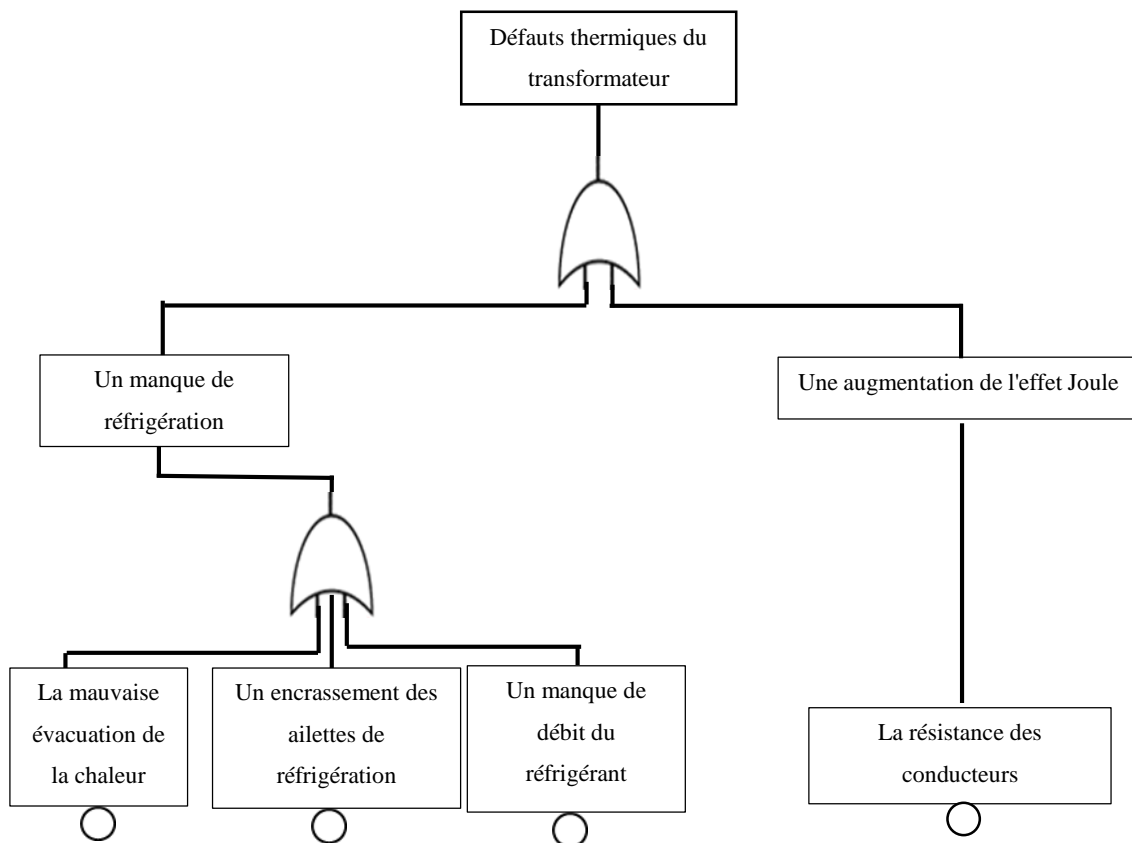 Défauts thermiques du
transformateur
Un manque de
réfrigération
Une augmentation de l'effet Joule
La mauvaise
évacuation de
la chaleur
Un encrassement des
ailettes de
réfrigération
Un manque de
débit du
réfrigérant
La résistance des
conducteurs